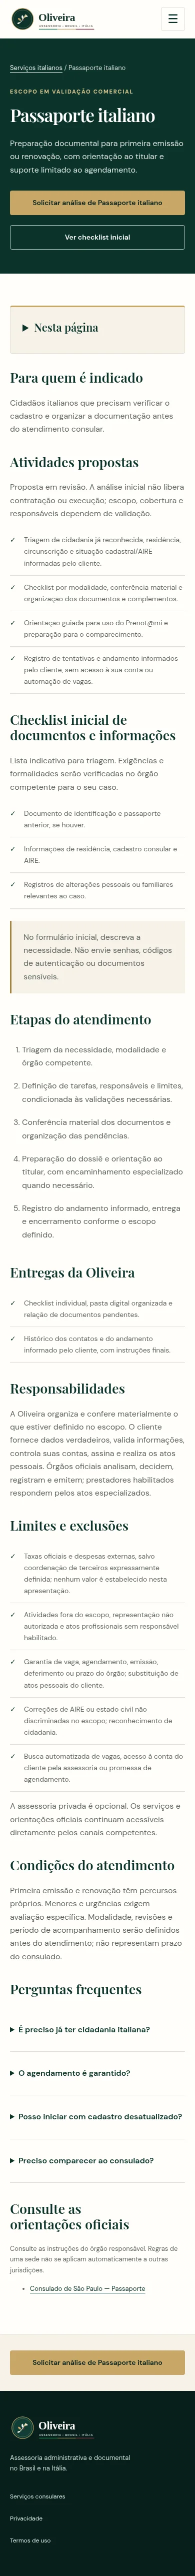 Oliveira
ASSESSORIA • BRASIL • ITÁLIA
☰
Serviços italianos / Passaporte italiano
ESCOPO EM VALIDAÇÃO COMERCIAL
Passaporte italiano
Preparação documental para primeira emissão
ou renovação, com orientação ao titular e
suporte limitado ao agendamento.
Solicitar análise de Passaporte italiano
Ver checklist inicial
▶ Nesta página
Para quem é indicado
Cidadãos italianos que precisam verificar o
cadastro e organizar a documentação antes
do atendimento consular.
Atividades propostas
Proposta em revisão. A análise inicial não libera
contratação ou execução; escopo, cobertura e
responsáveis dependem de validação.
✓ Triagem de cidadania já reconhecida, residência,
circunscrição e situação cadastral/AIRE
informadas pelo cliente.
✓ Checklist por modalidade, conferência material e
organização dos documentos e complementos.
✓ Orientação guiada para uso do Prenot@mi e
preparação para o comparecimento.
✓ Registro de tentativas e andamento informados
pelo cliente, sem acesso à sua conta ou
automação de vagas.
Checklist inicial de
documentos e informações
Lista indicativa para triagem. Exigências e
formalidades serão verificadas no órgão
competente para o seu caso.
✓ Documento de identificação e passaporte
anterior, se houver.
✓ Informações de residência, cadastro consular e
AIRE.
✓ Registros de alterações pessoais ou familiares
relevantes ao caso.
No formulário inicial, descreva a
necessidade. Não envie senhas, códigos
de autenticação ou documentos
sensíveis.
Etapas do atendimento
1. Triagem da necessidade, modalidade e
órgão competente.
2. Definição de tarefas, responsáveis e limites,
condicionada às validações necessárias.
3. Conferência material dos documentos e
organização das pendências.
4. Preparação do dossiê e orientação ao
titular, com encaminhamento especializado
quando necessário.
5. Registro do andamento informado, entrega
e encerramento conforme o escopo
definido.
Entregas da Oliveira
✓ Checklist individual, pasta digital organizada e
relação de documentos pendentes.
✓ Histórico dos contatos e do andamento
informado pelo cliente, com instruções finais.
Responsabilidades
A Oliveira organiza e confere materialmente o
que estiver definido no escopo. O cliente
fornece dados verdadeiros, valida informações,
controla suas contas, assina e realiza os atos
pessoais. Órgãos oficiais analisam, decidem,
registram e emitem; prestadores habilitados
respondem pelos atos especializados.
Limites e exclusões
✓ Taxas oficiais e despesas externas, salvo
coordenação de terceiros expressamente
definida; nenhum valor é estabelecido nesta
apresentação.
✓ Atividades fora do escopo, representação não
autorizada e atos profissionais sem responsável
habilitado.
✓ Garantia de vaga, agendamento, emissão,
deferimento ou prazo do órgão; substituição de
atos pessoais do cliente.
✓ Correções de AIRE ou estado civil não
discriminadas no escopo; reconhecimento de
cidadania.
✓ Busca automatizada de vagas, acesso à conta do
cliente pela assessoria ou promessa de
agendamento.
A assessoria privada é opcional. Os serviços e
orientações oficiais continuam acessíveis
diretamente pelos canais competentes.
Condições do atendimento
Primeira emissão e renovação têm percursos
próprios. Menores e urgências exigem
avaliação específica. Modalidade, revisões e
período de acompanhamento serão definidos
antes do atendimento; não representam prazo
do consulado.
Perguntas frequentes
▶ É preciso já ter cidadania italiana?
▶ O agendamento é garantido?
▶ Posso iniciar com cadastro desatualizado?
▶ Preciso comparecer ao consulado?
Consulte as
orientações oficiais
Consulte as instruções do órgão responsável. Regras de
uma sede não se aplicam automaticamente a outras
jurisdições.
• Consulado de São Paulo — Passaporte
Solicitar análise de Passaporte italiano
Oliveira
ASSESSORIA • BRASIL • ITÁLIA
Assessoria administrativa e documental
no Brasil e na Itália.
Serviços consulares
Privacidade
Termos de uso